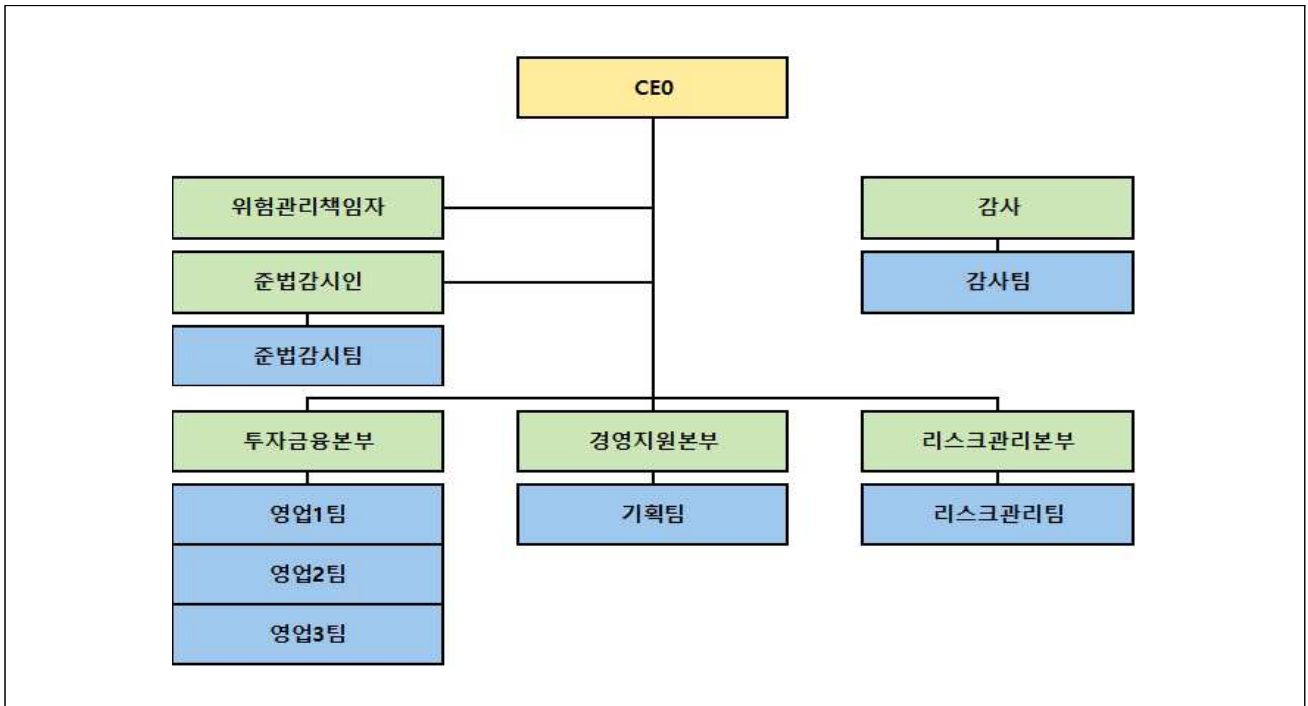 CEO
위험관리책임자
감사
준법감시인
감사팀
준법감시팀
투자금융본부
경영지원본부
리스크관리본부
영업1팀
기획팀
리스크관리팀
영업2팀
영업3팀